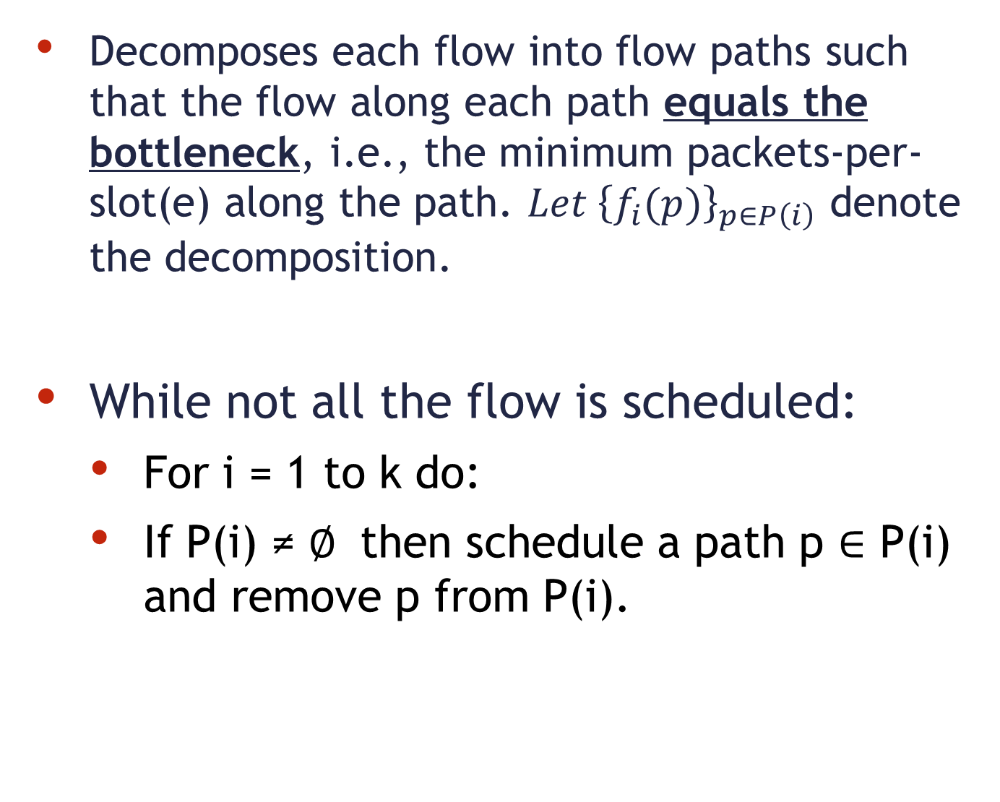 • Decomposes each flow into flow paths such
that the flow along each path equals the
bottleneck, i.e., the minimum packets-per-
slot(e) along the path. Let {fᵢ(p)}p∈P(i) denote
the decomposition.
• While not all the flow is scheduled:
• For i = 1 to k do:
• If P(i) ≠ ∅ then schedule a path p ∈ P(i)
and remove p from P(i).